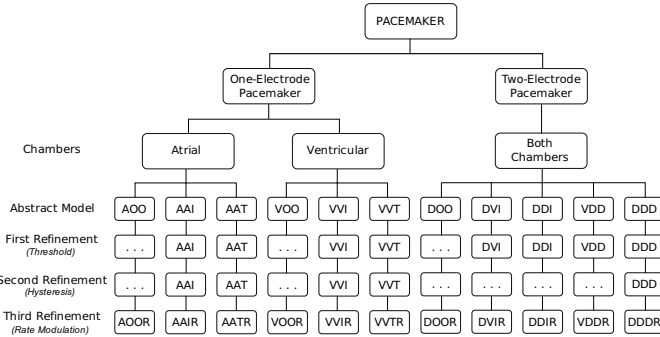 PACEMAKER
One-Electrode
Pacemaker
Two-Electrode
Pacemaker
Chambers
Atrial
Ventricular
Both
Chambers
Abstract Model AOO AAI AAT VOO VVI VVT DOO DVI DDI VDD DDD
First Refinement
(Threshold)
. . . AAI AAT . . . VVI VVT . . . DVI DDI VDD DDD
Second Refinement
(Hysteresis)
. . . AAI AAT . . . VVI VVT . . . . . . . . . . . . DDD
Third Refinement
(Rate Modulation)
AOOR AAIR AATR VOOR VVIR VVTR DOOR DVIR DDIR VDDR DDDR